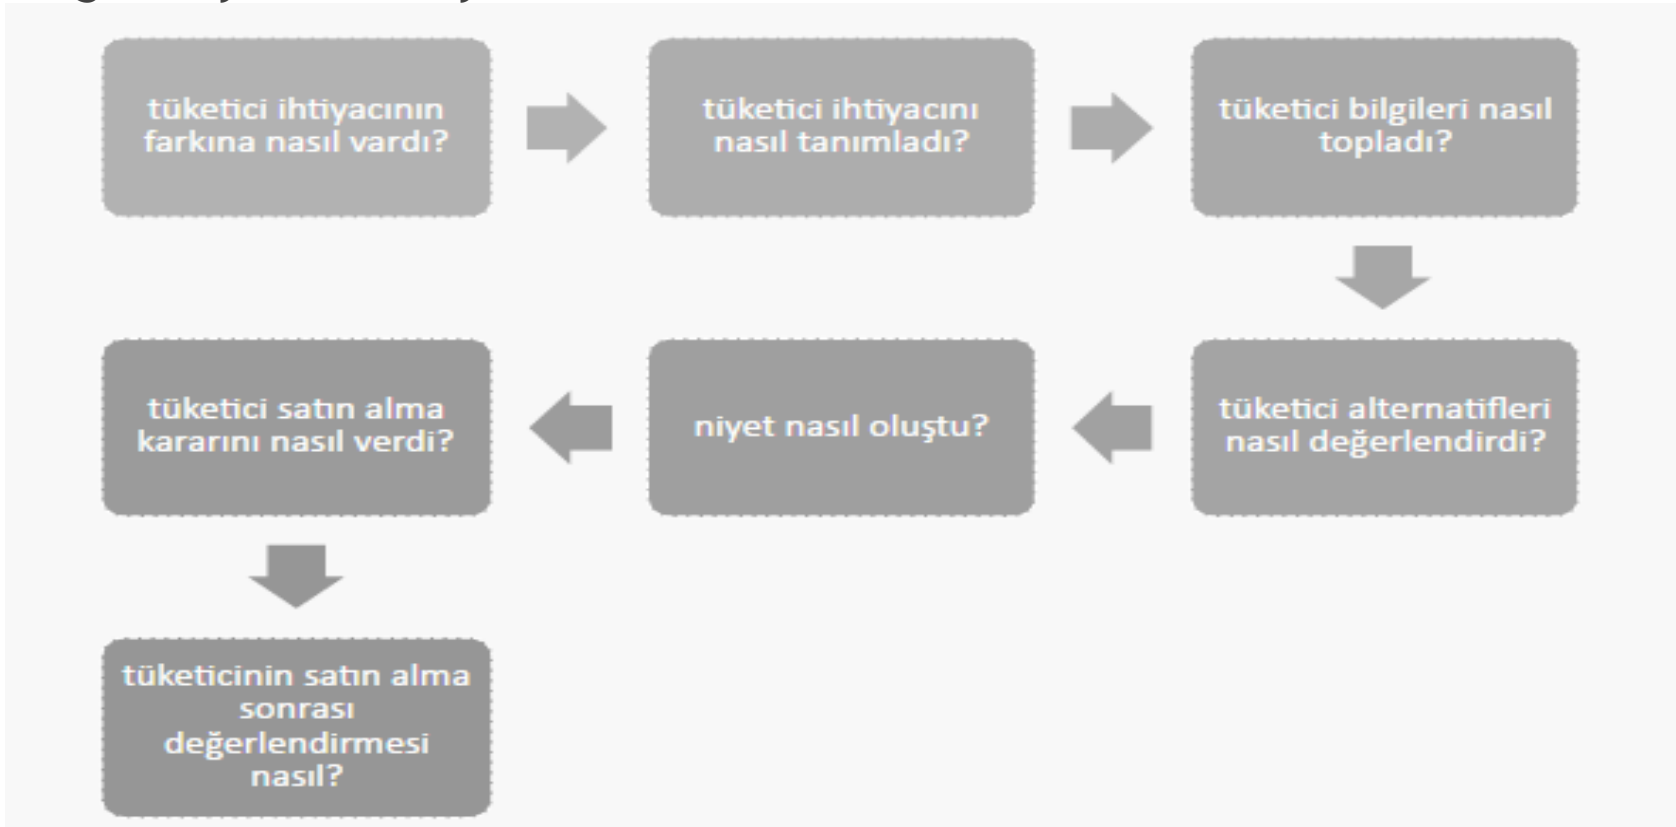 tüketici ihtiyacının
farkına nasıl vardı?
tüketici ihtiyacını
nasıl tanımladı?
tüketici bilgileri nasıl
topladı?
tüketici alternatifleri
nasıl değerlendirdi?
niyet nasıl oluştu?
tüketici satın alma
kararını nasıl verdi?
tüketicinin satın alma
sonrası
değerlendirmesi
nasıl?